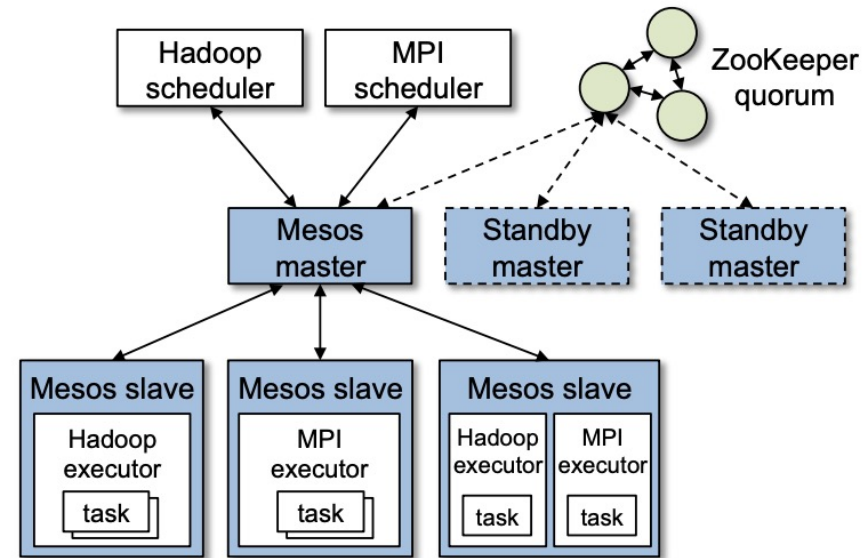 Hadoop
scheduler
MPI
scheduler
ZooKeeper
quorum
Mesos
master
Standby
master
Standby
master
Mesos slave
Hadoop
executor
task
Mesos slave
MPI
executor
task
Mesos slave
Hadoop
executor
task
MPI
executor
task